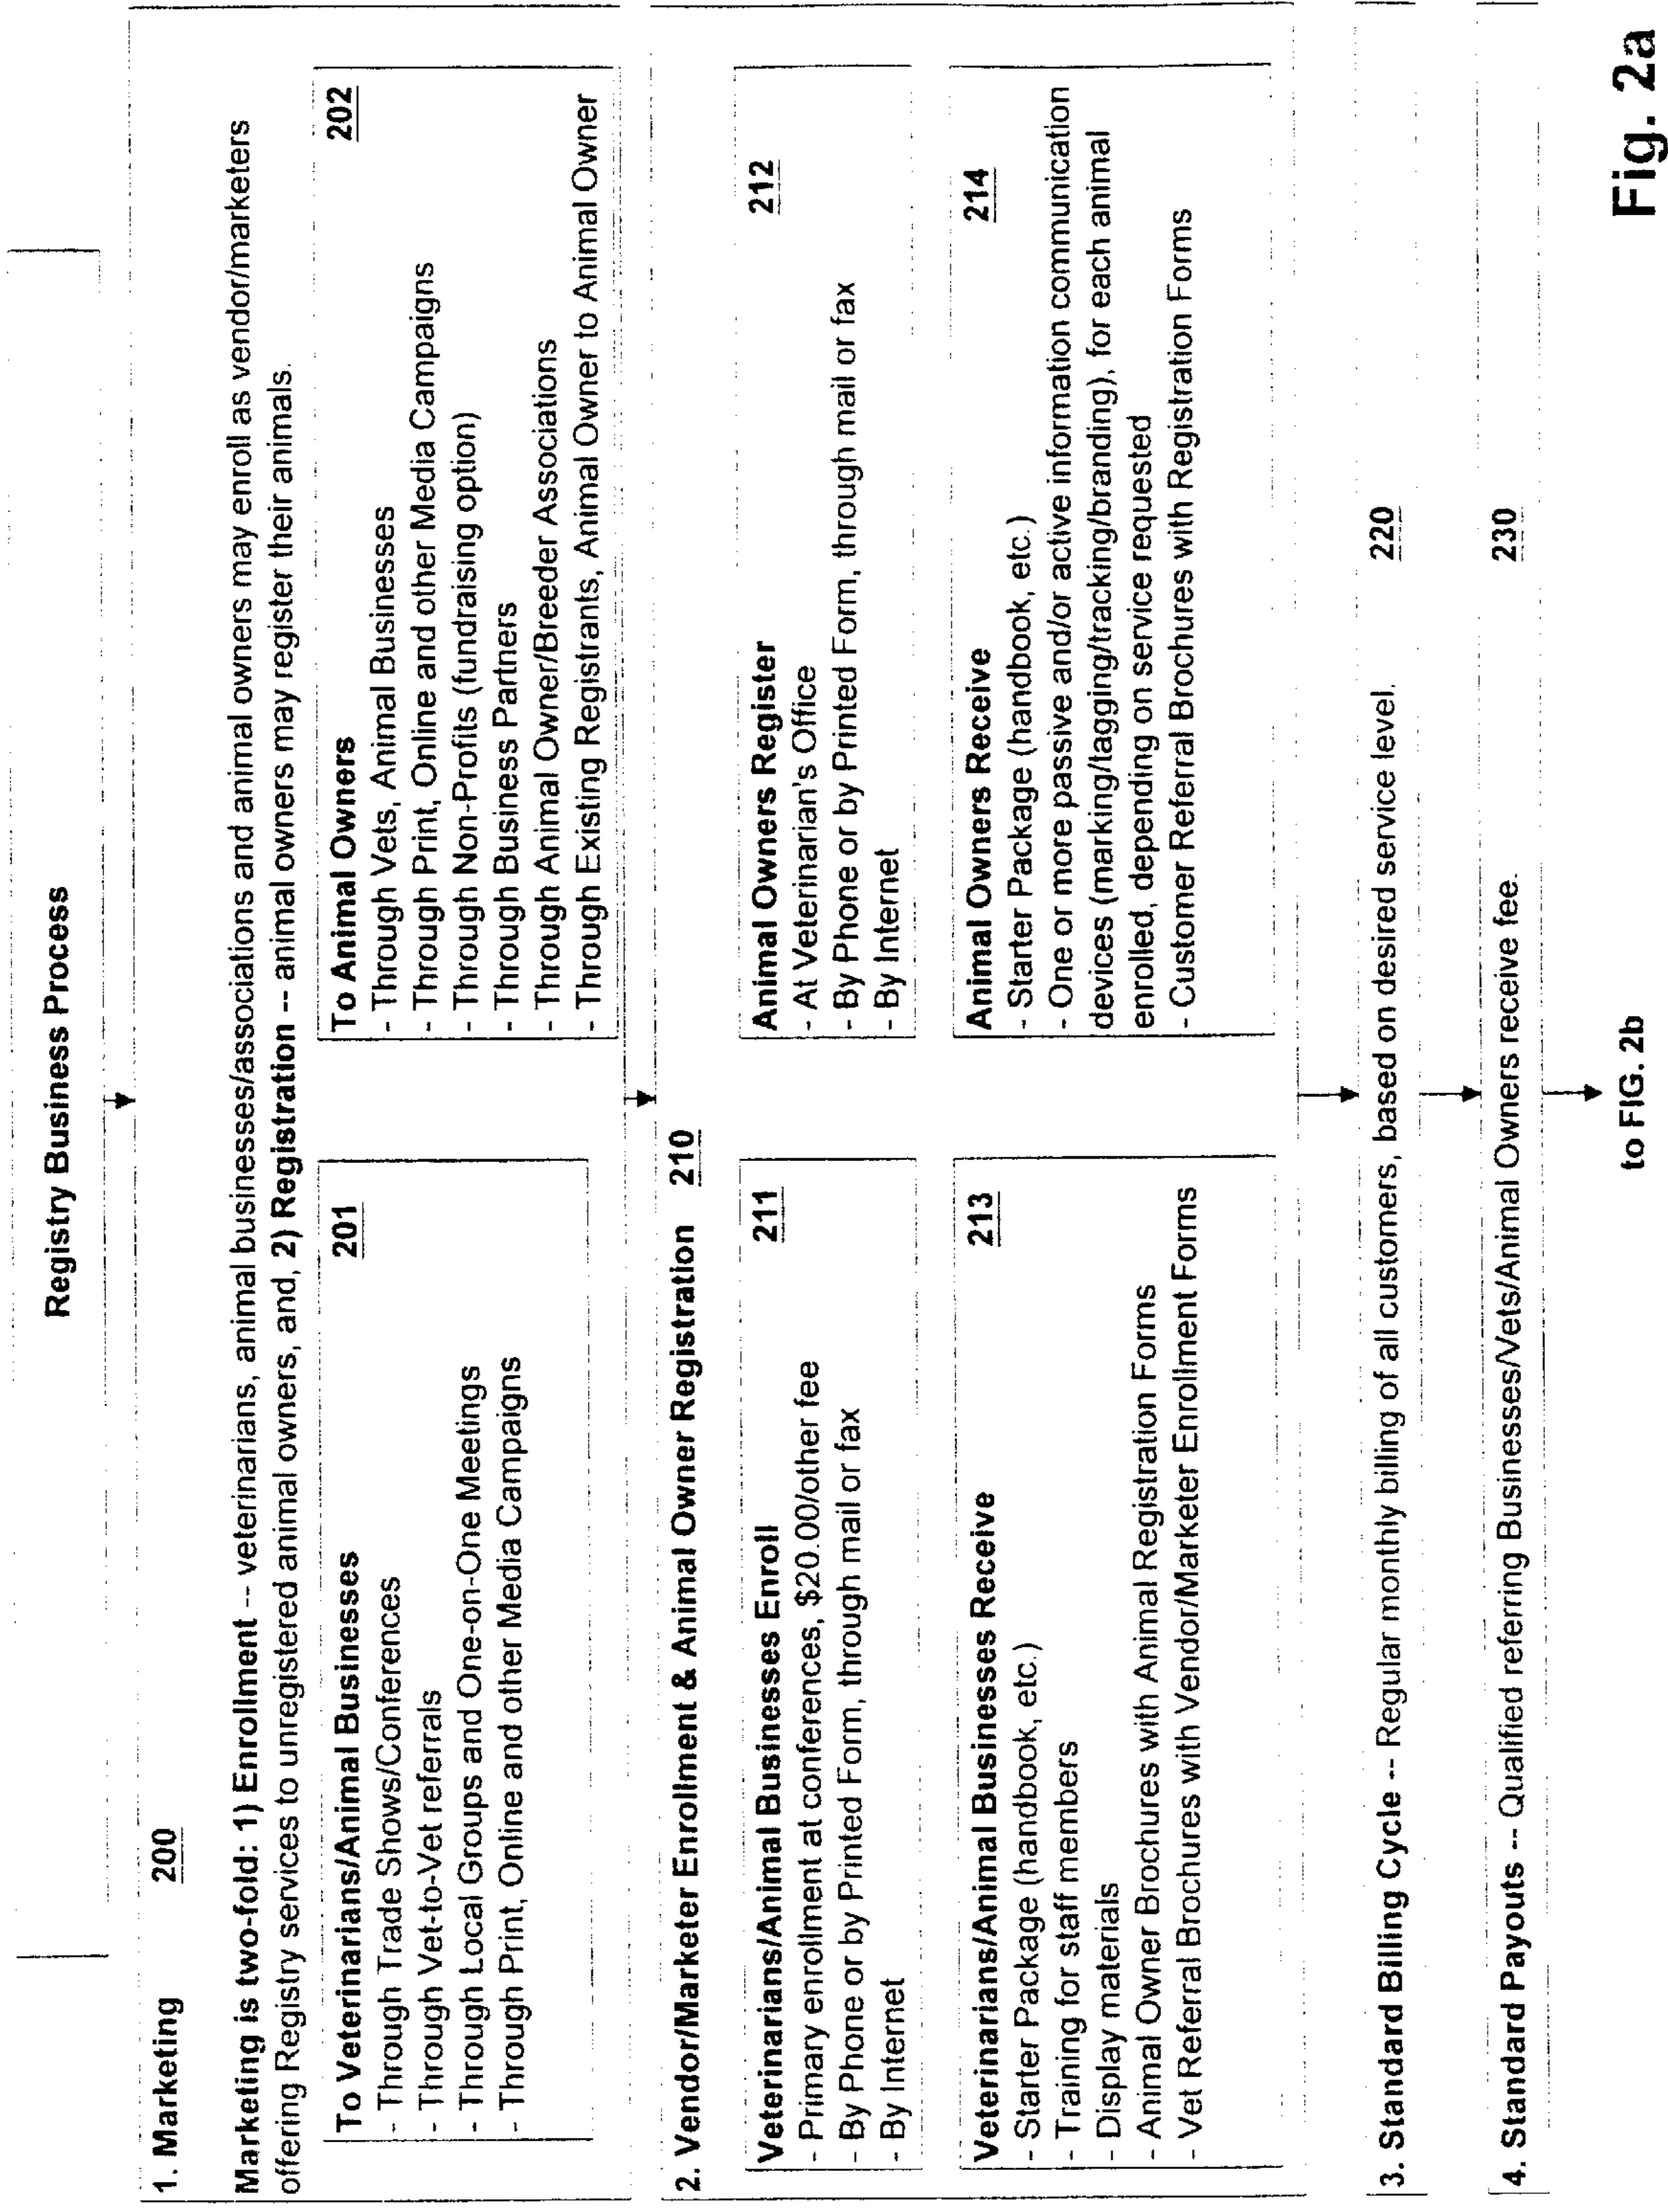 Registry Business Process
1. Marketing 200
Marketing is two-fold: 1) Enrollment -- veterinarians, animal businesses/associations and animal owners may enroll as vendor/marketers
offering Registry services to unregistered animal owners, and, 2) Registration -- animal owners may register their animals.
To Veterinarians/Animal Businesses 201
- Through Trade Shows/Conferences
- Through Vet-to-Vet referrals
- Through Local Groups and One-on-One Meetings
- Through Print, Online and other Media Campaigns
To Animal Owners 202
- Through Vets, Animal Businesses
- Through Print, Online and other Media Campaigns
- Through Non-Profits (fundraising option)
- Through Business Partners
- Through Animal Owner/Breeder Associations
- Through Existing Registrants, Animal Owner to Animal Owner
2. Vendor/Marketer Enrollment & Animal Owner Registration 210
Veterinarians/Animal Businesses Enroll 211
- Primary enrollment at conferences, $20.00/other fee
- By Phone or by Printed Form, through mail or fax
- By Internet
Animal Owners Register 212
- At Veterinarian's Office
- By Phone or by Printed Form, through mail or fax
- By Internet
Veterinarians/Animal Businesses Receive 213
- Starter Package (handbook, etc.)
- Training for staff members
- Display materials
- Animal Owner Brochures with Animal Registration Forms
- Vet Referral Brochures with Vendor/Marketer Enrollment Forms
Animal Owners Receive 214
- Starter Package (handbook, etc.)
- One or more passive and/or active information communication
devices (marking/tagging/tracking/branding), for each animal
enrolled, depending on service requested
- Customer Referral Brochures with Registration Forms
3. Standard Billing Cycle -- Regular monthly billing of all customers, based on desired service level. 220
4. Standard Payouts -- Qualified referring Businesses/Vets/Animal Owners receive fee. 230
to FIG. 2b
Fig. 2a